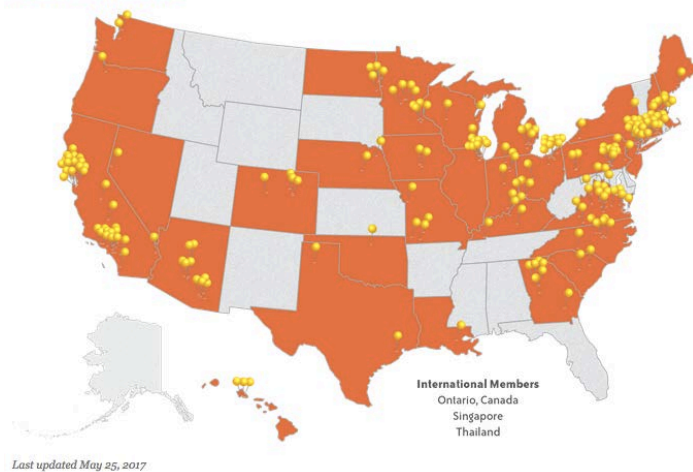 International Members
Ontario, Canada
Singapore
Thailand
Last updated May 25, 2017